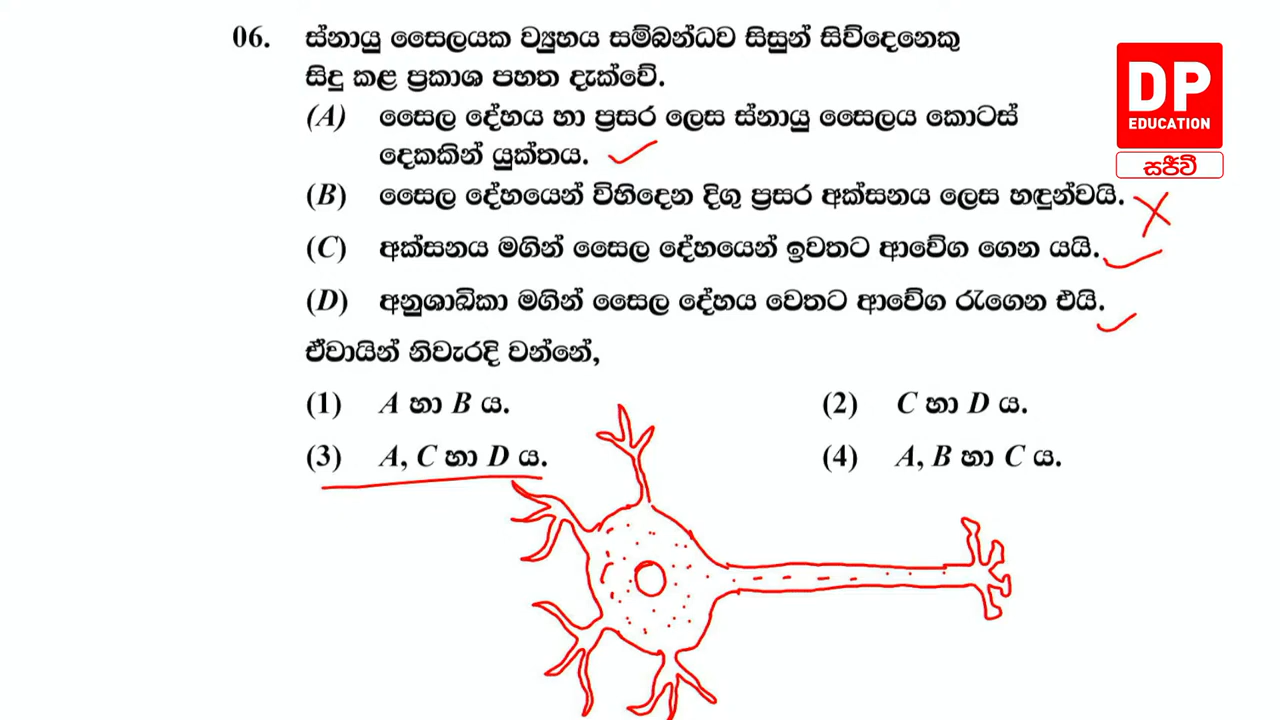 06. ස්නායු සෛලයක ව්‍යුහය සම්බන්ධව සිසුන් සිව්දෙනෙකු
සිදු කළ ප්‍රකාශ පහත දැක්වේ.
(A) සෛල දේහය හා ප්‍රසර ලෙස ස්නායු සෛලය කොටස්
දෙකකින් යුක්තය.
(B) සෛල දේහයෙන් විහිදෙන දිගු ප්‍රසර අක්සනය ලෙස හඳුන්වයි.
(C) අක්සනය මගින් සෛල දේහයෙන් ඉවතට ආවේග ගෙන යයි.
(D) අනුශාඛිකා මගින් සෛල දේහය වෙතට ආවේග රැගෙන එයි.
ඒවායින් නිවැරදි වන්නේ,
(1) A හා B ය. (2) C හා D ය.
(3) A, C හා D ය. (4) A, B හා C ය.
DP
EDUCATION
සජීවී